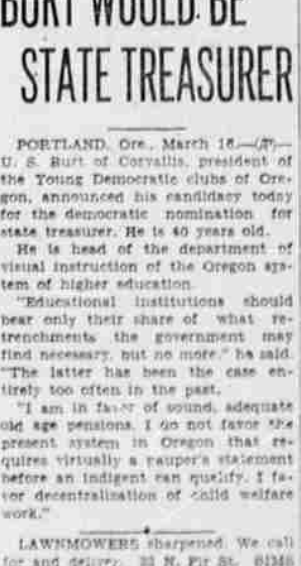 BURT WOULD BE
STATE TREASURER
PORTLAND, Ore., March 16.—(AP)—
U. S. Burt of Corvallis, president of
the Young Democratic clubs of Ore-
gon, announced his candidacy today
for the democratic nomination for
state treasurer. He is 40 years old.
He is head of the department of
visual instruction of the Oregon sys-
tem of higher education.
"Educational institutions should
bear only their share of what re-
trenchments the government may
find necessary, but no more," he said.
"The latter has been the case en-
tirely too often in the past.
"I am in favor of sound, adequate
old age pensions. I do not favor the
present system in Oregon that re-
quires virtually a pauper's statement
before an indigent can qualify. I fa-
vor decentralization of child welfare
work."
LAWNMOWERS sharpened. We call
for and deliver. 23 N. Fir St. SIMS